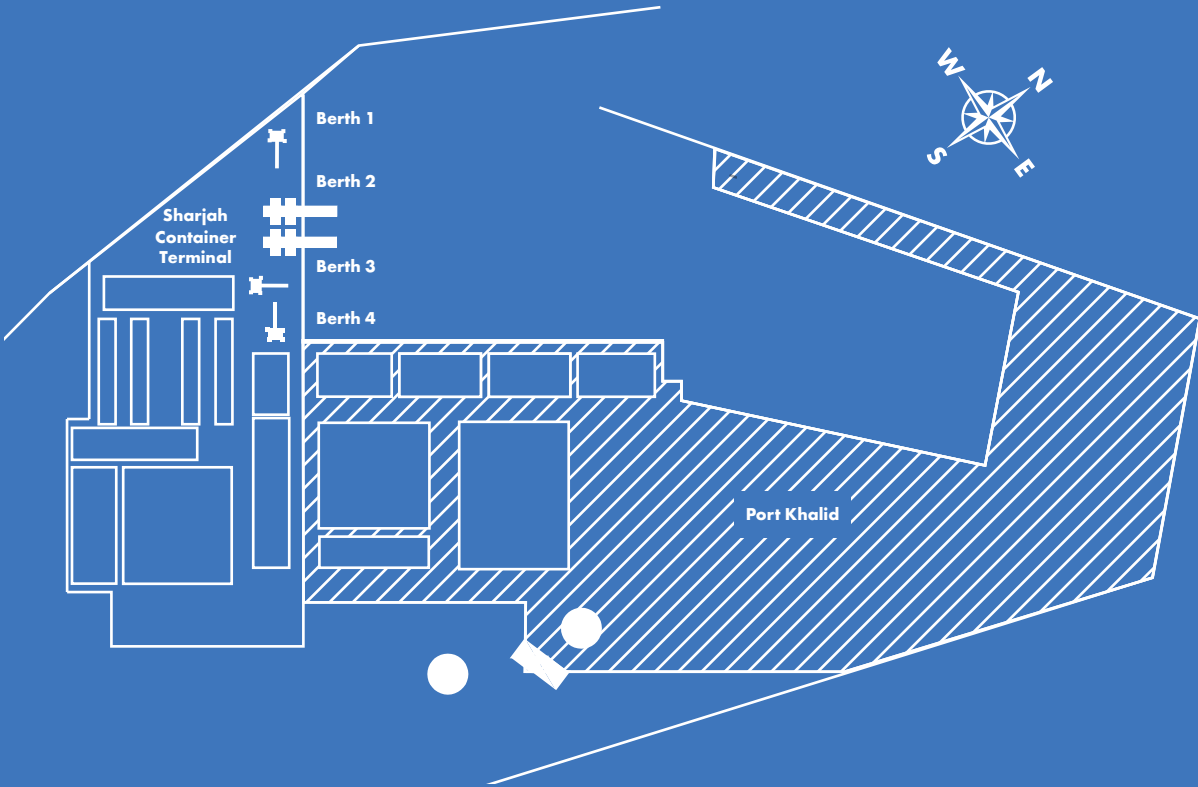 Berth 1
Berth 2
Sharjah
Container
Terminal
Berth 3
Berth 4
Port Khalid
W
N
S
E